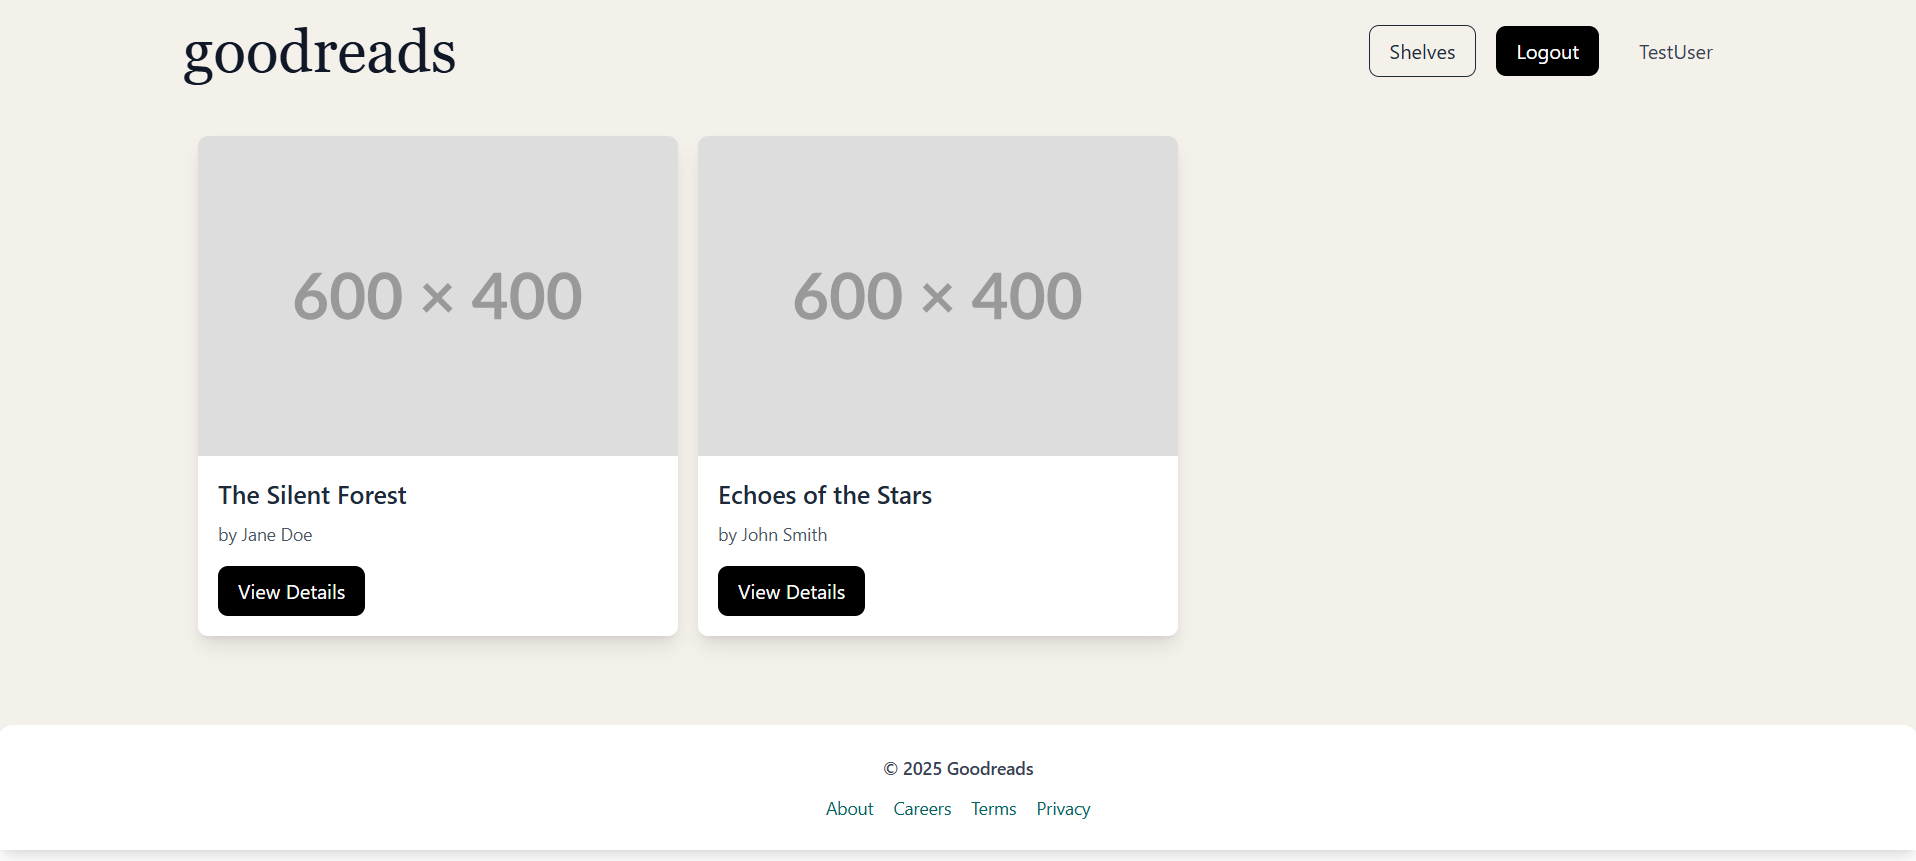 goodreads
Shelves
Logout
TestUser
600 × 400
600 × 400
The Silent Forest
by Jane Doe
View Details
Echoes of the Stars
by John Smith
View Details
© 2025 Goodreads
About Careers Terms Privacy